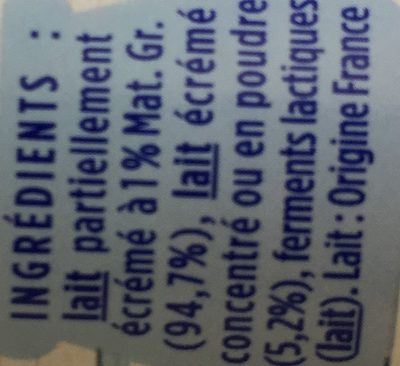 INGRÉDIENTS :
lait partiellement
écrémé à 1% Mat. Gr.
(94,7%), lait écrémé
concentré ou en poudre
(5,2%), ferments lactiques
(lait). Lait : Origine France